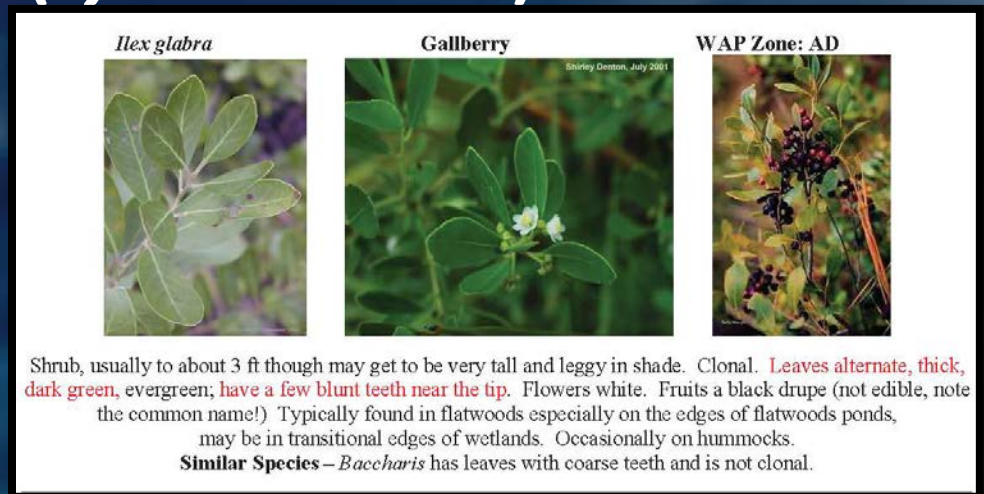 Ilex glabra Gallberry WAP Zone: AD
Shirley Denton, July 2001
Shrub, usually to about 3 ft though may get to be very tall and leggy in shade. Clonal. Leaves alternate, thick,
dark green, evergreen; have a few blunt teeth near the tip. Flowers white. Fruits a black drupe (not edible, note
the common name!) Typically found in flatwoods especially on the edges of flatwoods ponds,
may be in transitional edges of wetlands. Occasionally on hummocks.
Similar Species – Baccharis has leaves with coarse teeth and is not clonal.